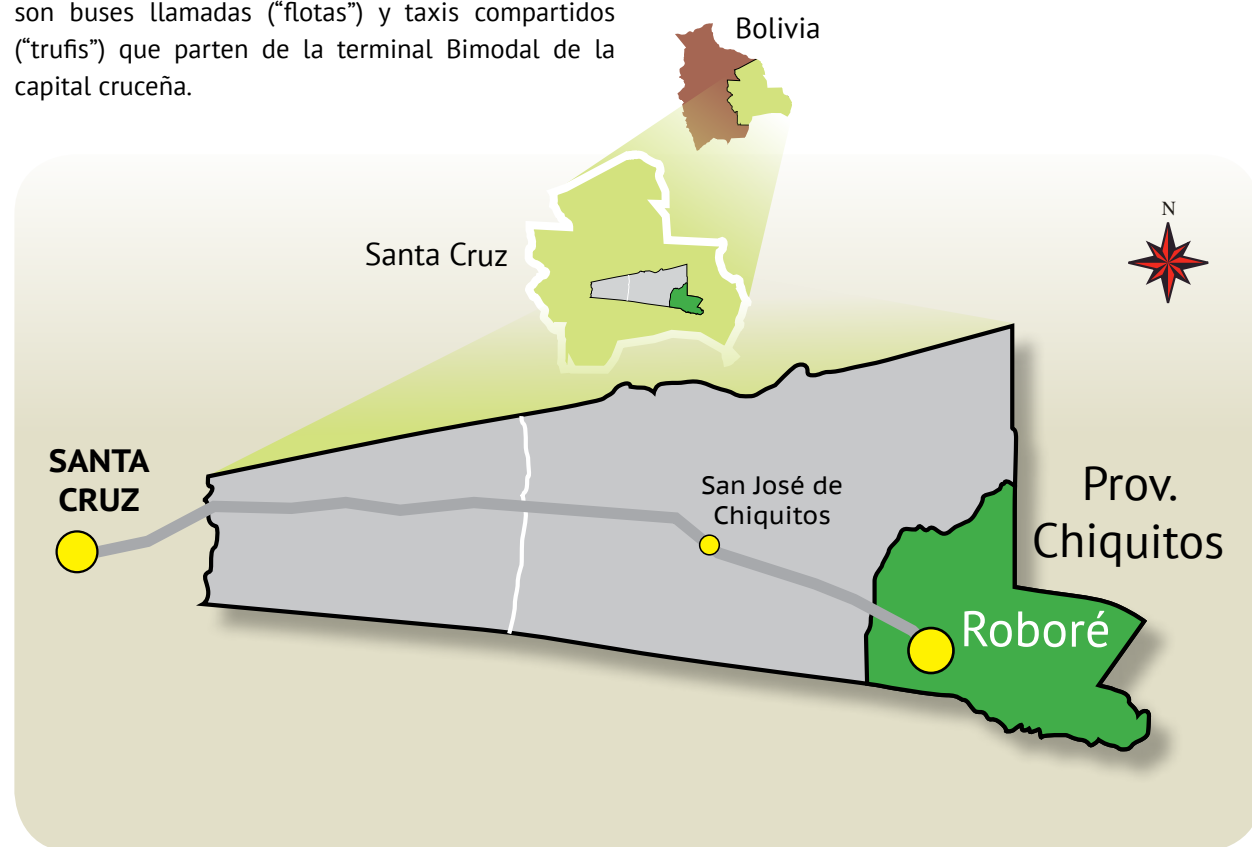 son buses llamadas (“flotas”) y taxis compartidos
(“trufis”) que parten de la terminal Bimodal de la
capital cruceña.
Bolivia
N
Santa Cruz
SANTA
CRUZ
San José de
Chiquitos
Prov.
Chiquitos
Roboré